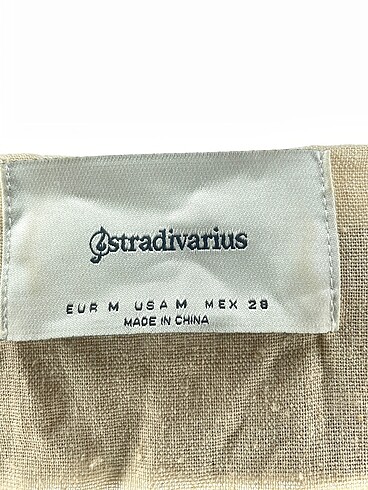 stradivarius
EUR M USA M MEX 28
MADE IN CHINA